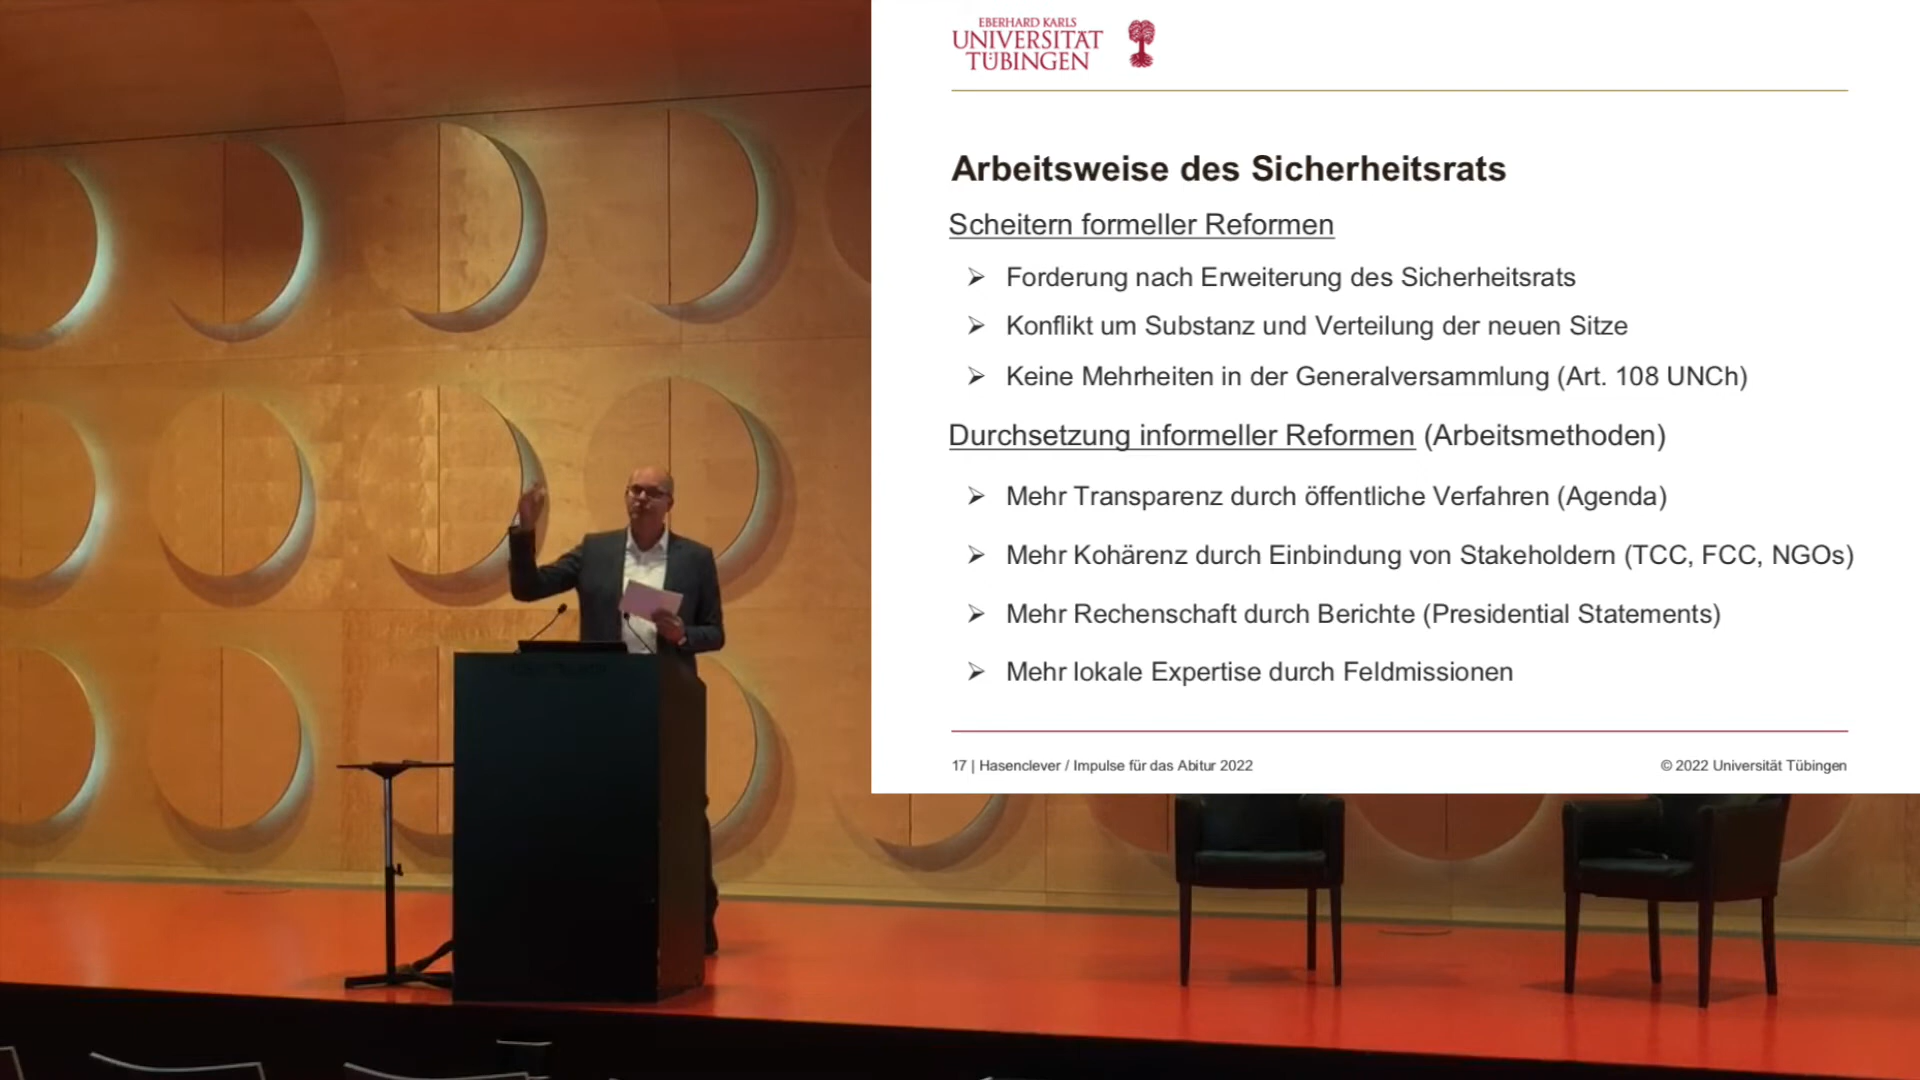 EBERHARD KARLS
UNIVERSITÄT
TÜBINGEN
Arbeitsweise des Sicherheitsrats
Scheitern formeller Reformen
Forderung nach Erweiterung des Sicherheitsrats
Konflikt um Substanz und Verteilung der neuen Sitze
Keine Mehrheiten in der Generalversammlung (Art. 108 UNCh)
Durchsetzung informeller Reformen (Arbeitsmethoden)
Mehr Transparenz durch öffentliche Verfahren (Agenda)
Mehr Kohärenz durch Einbindung von Stakeholdern (TCC, FCC, NGOs)
Mehr Rechenschaft durch Berichte (Presidential Statements)
Mehr lokale Expertise durch Feldmissionen
17 | Hasenclever / Impulse für das Abitur 2022
© 2022 Universität Tübingen